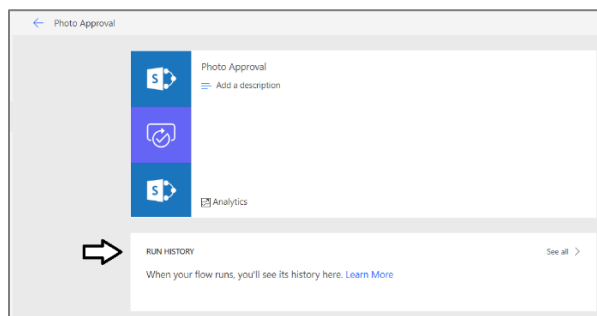 Photo Approval
Photo Approval
Add a description
S
S
Analytics
RUN HISTORY
See all
When your flow runs, you'll see its history here. Learn More